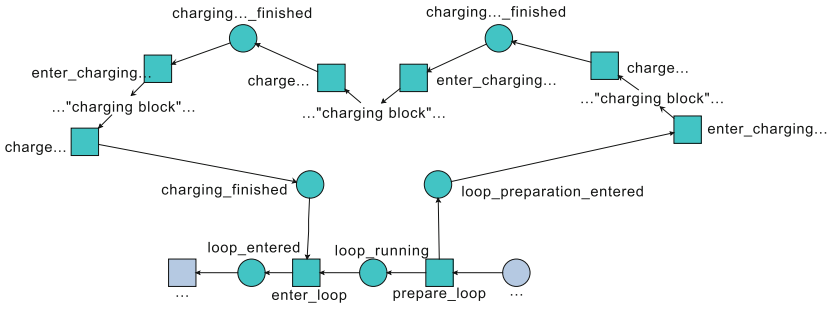 charging..._finished
charging..._finished
enter_charging...
charge...
enter_charging...
charge...
..."charging block"...
..."charging block"...
..."charging block"...
charge...
enter_charging...
charging_finished
loop_preparation_entered
loop_entered
loop_running
...
enter_loop
prepare_loop
...